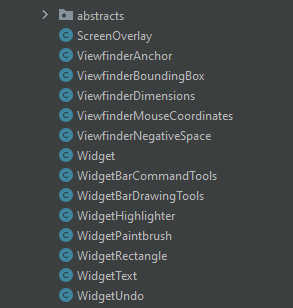 abstracts
ScreenOverlay
ViewfinderAnchor
ViewfinderBoundingBox
ViewfinderDimensions
ViewfinderMouseCoordinates
ViewfinderNegativeSpace
Widget
WidgetBarCommandTools
WidgetBarDrawingTools
WidgetHighlighter
WidgetPaintbrush
WidgetRectangle
WidgetText
WidgetUndo